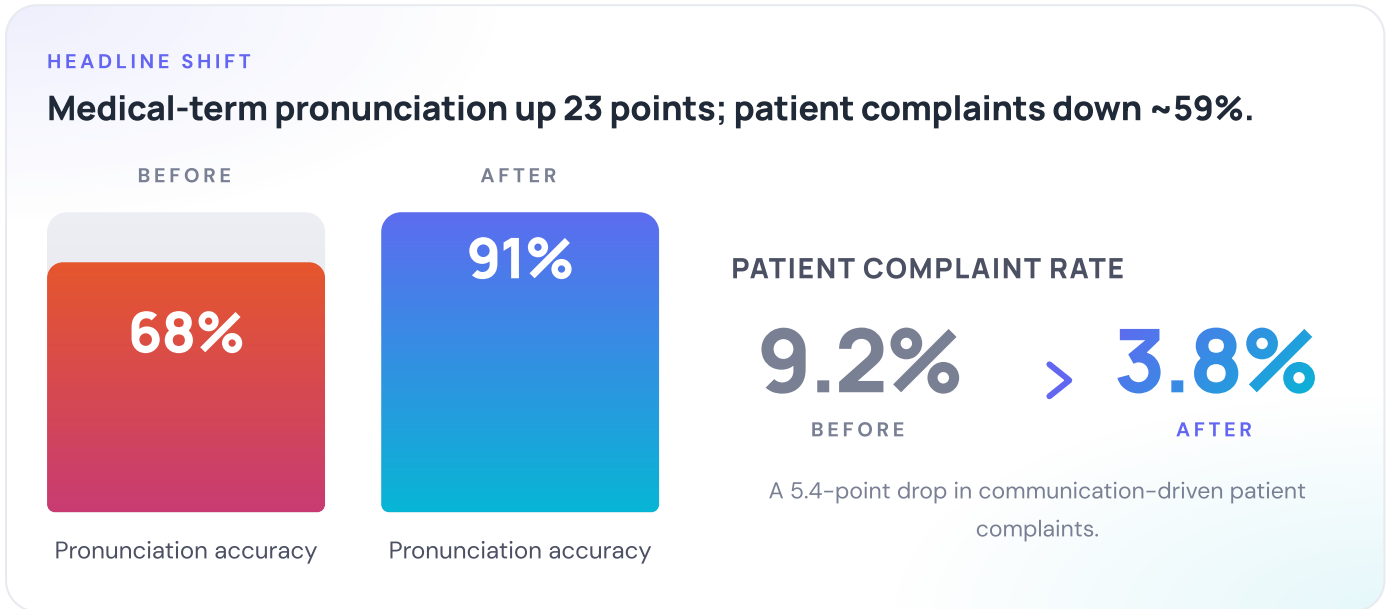 HEADLINE SHIFT
Medical-term pronunciation up 23 points; patient complaints down ~59%.
BEFORE
68%
Pronunciation accuracy
AFTER
91%
Pronunciation accuracy
PATIENT COMPLAINT RATE
9.2%
BEFORE
>
3.8%
AFTER
A 5.4-point drop in communication-driven patient
complaints.